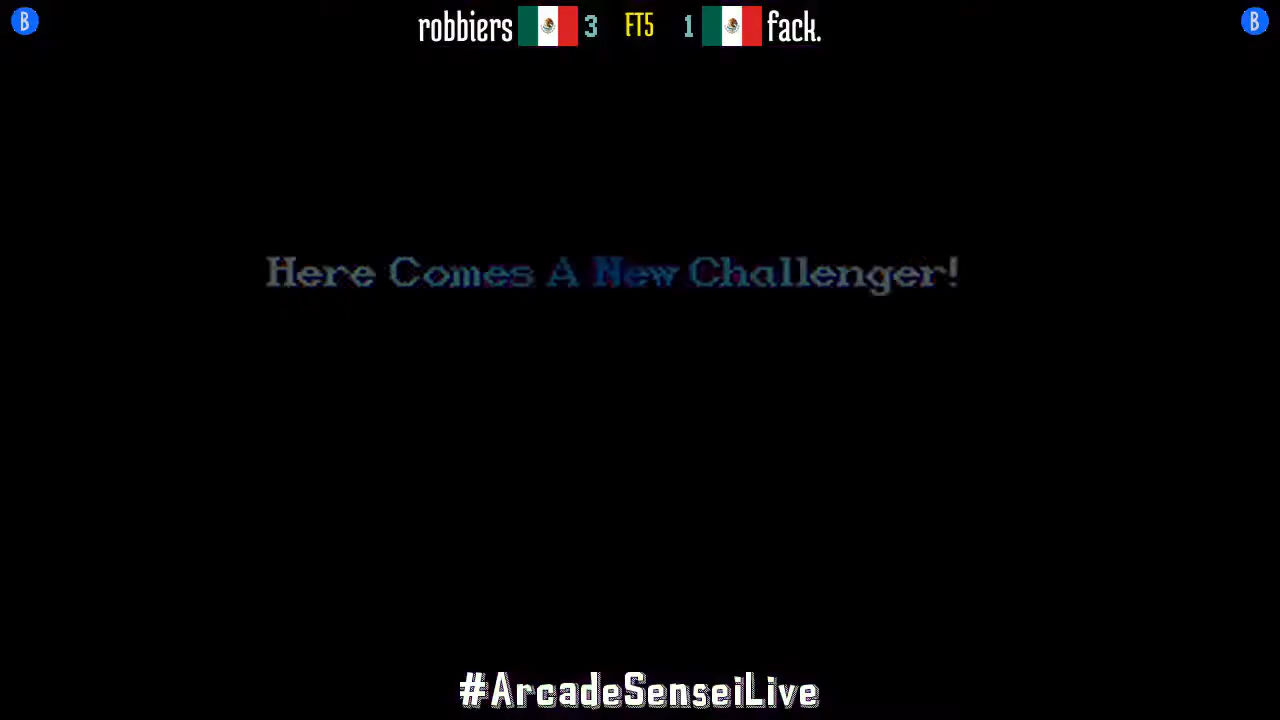 B robbiers 3 FT5 1 fack. B
Here Comes A New Challenger!
#ArcadeSenseiLive